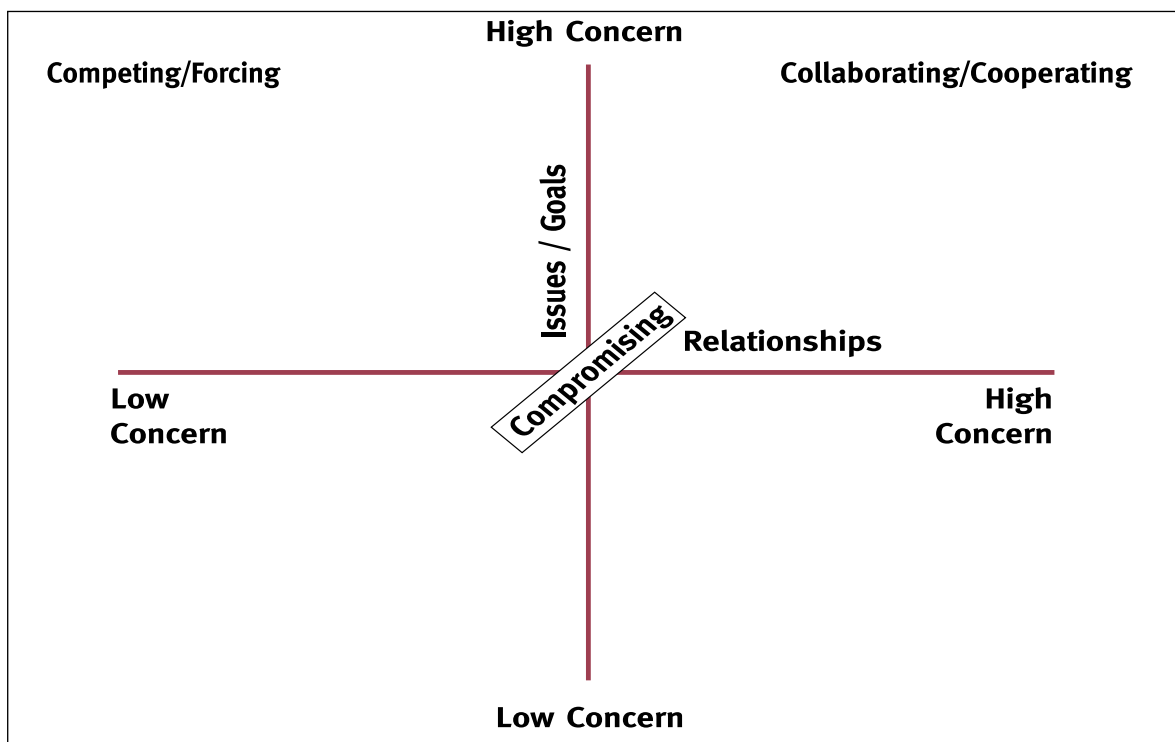 High Concern
Competing/Forcing
Collaborating/Cooperating
Issues / Goals
Compromising
Relationships
Low
Concern
High
Concern
Low Concern